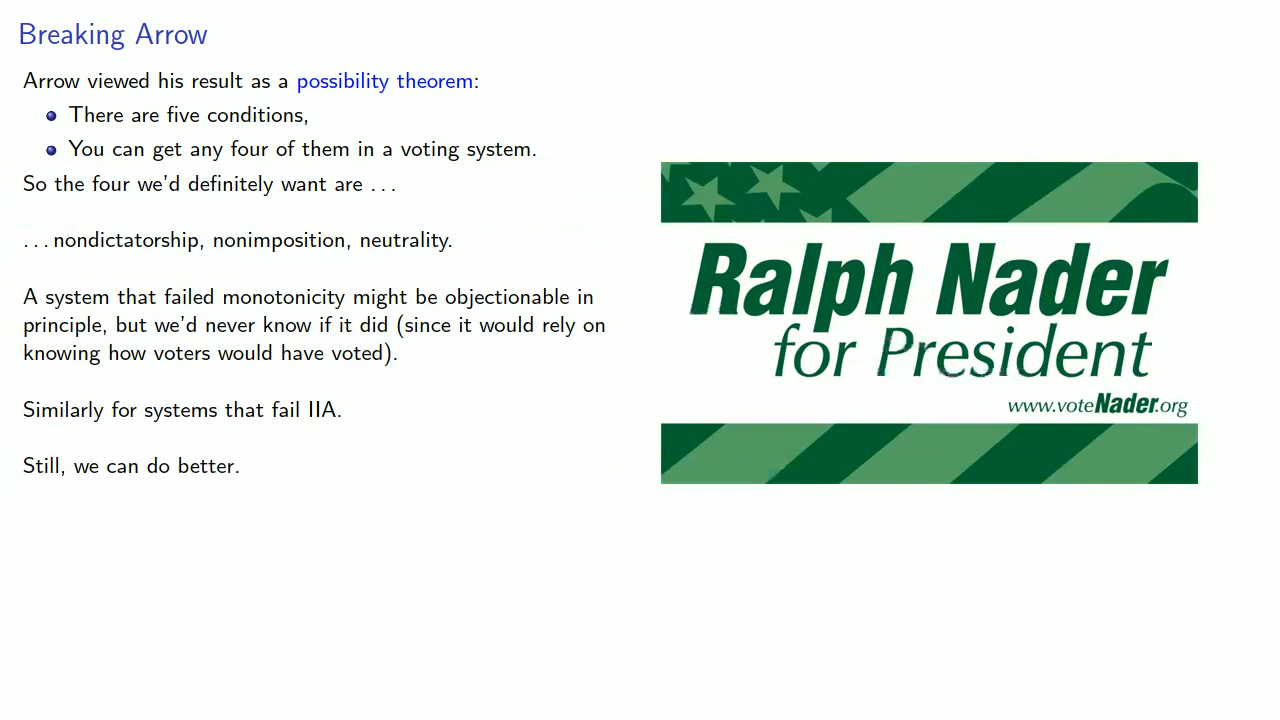 Breaking Arrow
Arrow viewed his result as a possibility theorem:
There are five conditions,
You can get any four of them in a voting system.
So the four we'd definitely want are ...
...nondictatorship, nonimposition, neutrality.
A system that failed monotonicity might be objectionable in
principle, but we'd never know if it did (since it would rely on
knowing how voters would have voted).
Similarly for systems that fail IIA.
Still, we can do better.
Ralph Nader
for President
www.voteNader.org